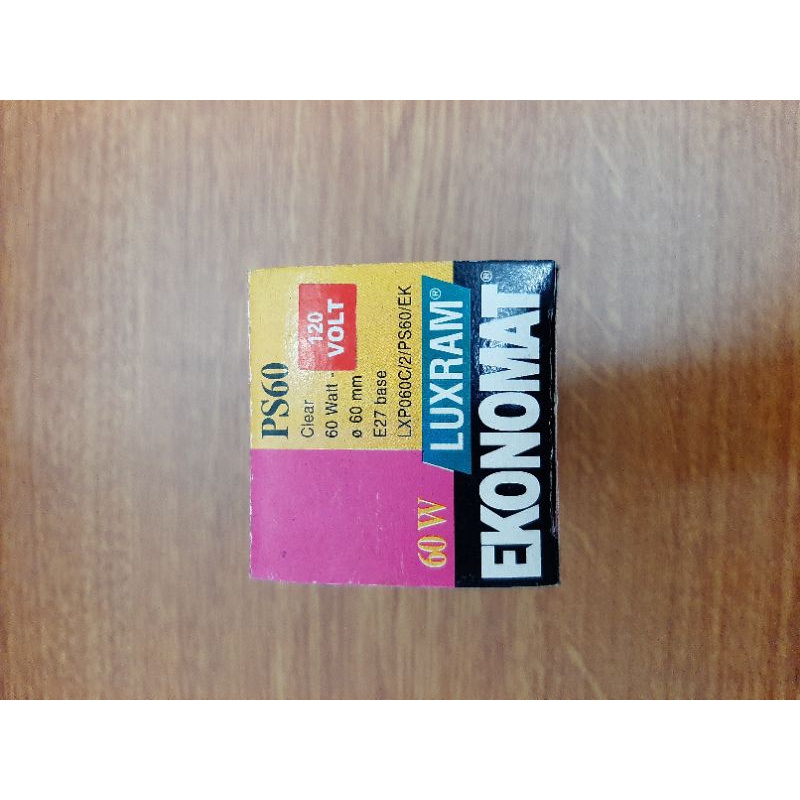 PS60
Clear
60 Watt -
120
VOLT
ø 60 mm
E27 base
LXP060C/2/PS60/EK
60 W
LUXRAM®
EKONOMAT®